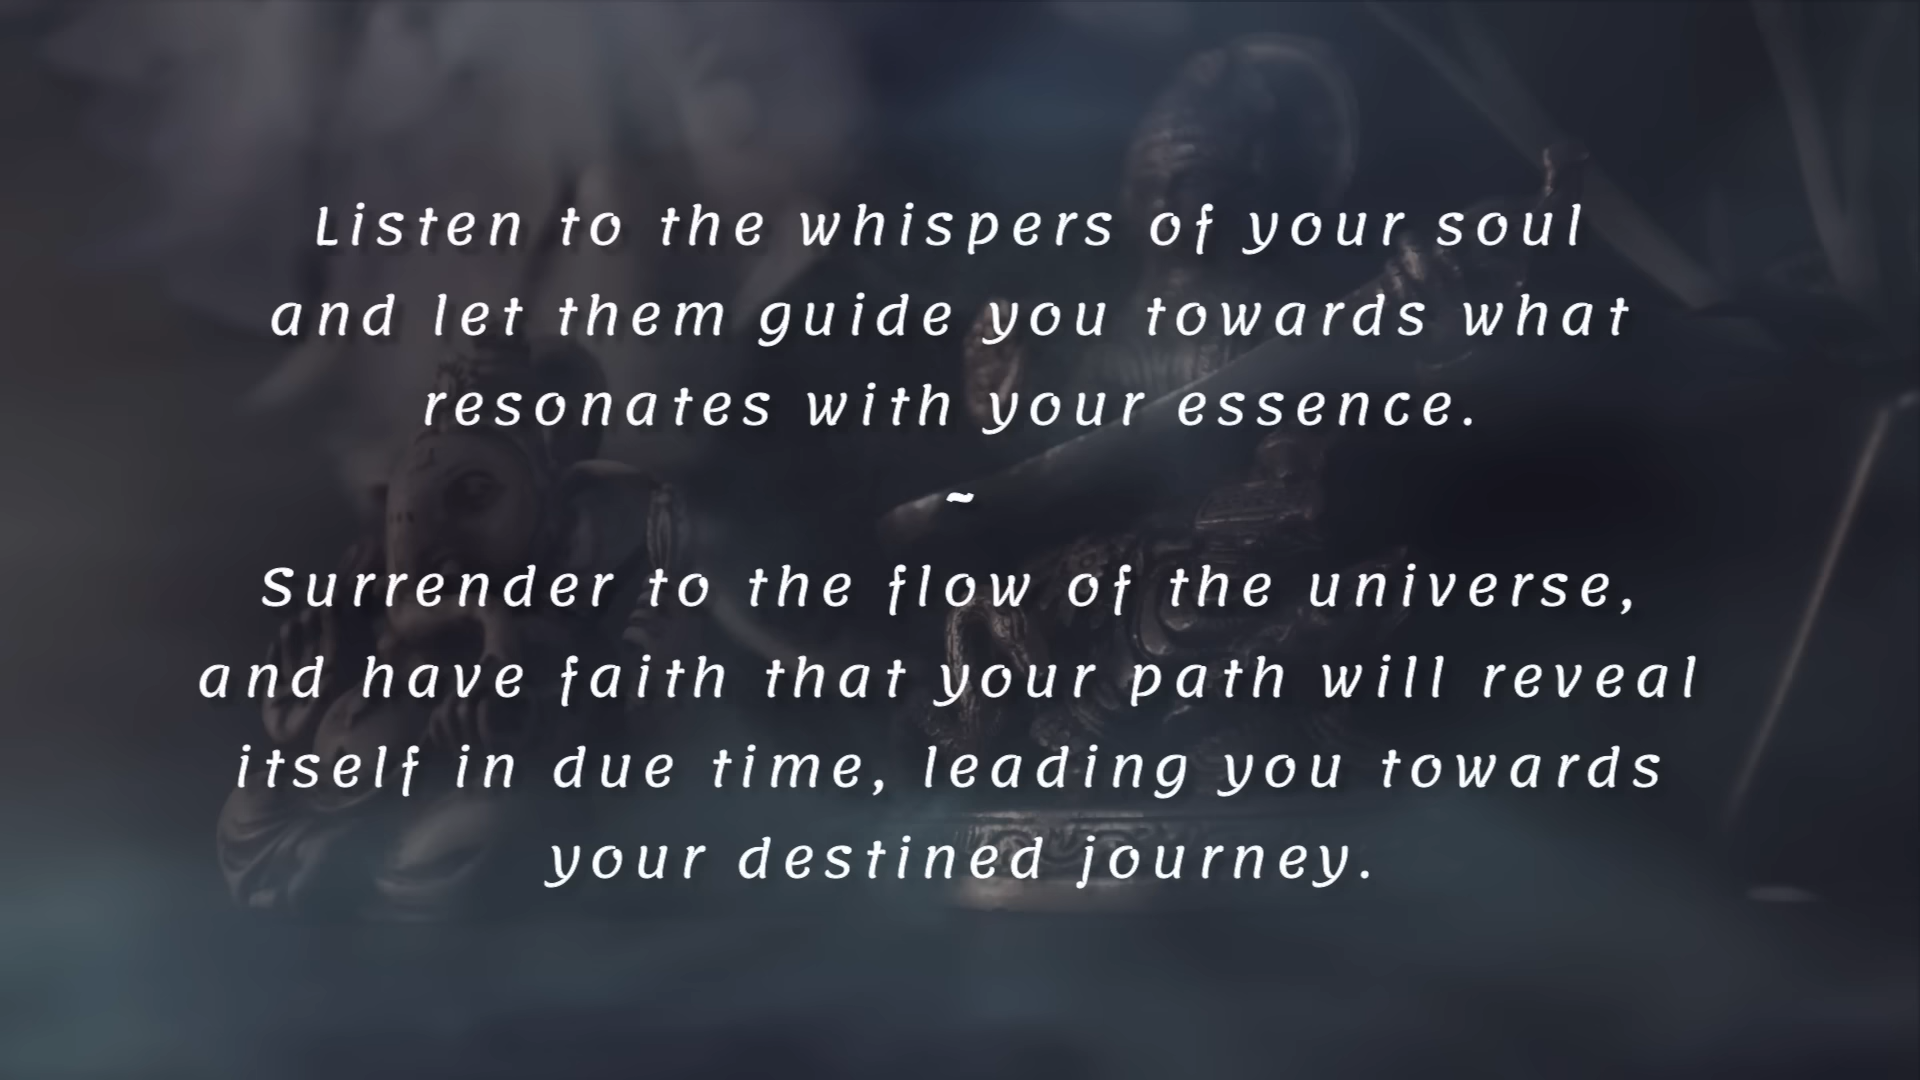 Listen to the whispers of your soul
and let them guide you towards what
resonates with your essence.
~
Surrender to the flow of the universe,
and have faith that your path will reveal
itself in due time, leading you towards
your destined journey.